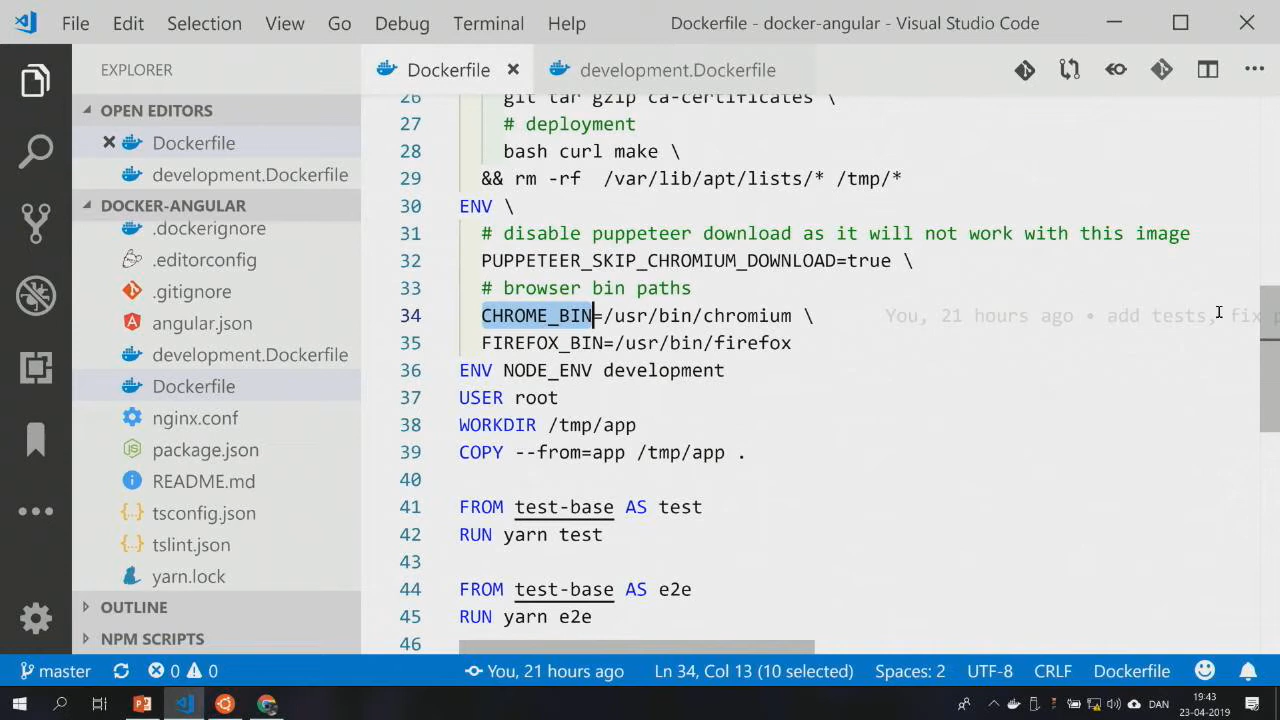 File Edit Selection View Go Debug Terminal Help Dockerfile - docker-angular - Visual Studio Code
EXPLORER
OPEN EDITORS
Dockerfile
development.Dockerfile
DOCKER-ANGULAR
.dockerignore
.editorconfig
.gitignore
angular.json
development.Dockerfile
Dockerfile
nginx.conf
package.json
README.md
tsconfig.json
tslint.json
yarn.lock
OUTLINE
NPM SCRIPTS
Dockerfile development.Dockerfile
26 git tar gzip ca-certificates \
27 # deployment
28 bash curl make \
29 && rm -rf /var/lib/apt/lists/* /tmp/*
30 ENV \
31 # disable puppeteer download as it will not work with this image
32 PUPPETEER_SKIP_CHROMIUM_DOWNLOAD=true \
33 # browser bin paths
34 CHROME_BIN=/usr/bin/chromium \ You, 21 hours ago • add tests, fix
35 FIREFOX_BIN=/usr/bin/firefox
36 ENV NODE_ENV development
37 USER root
38 WORKDIR /tmp/app
39 COPY --from=app /tmp/app .
40
41 FROM test-base AS test
42 RUN yarn test
43
44 FROM test-base AS e2e
45 RUN yarn e2e
46
master 0 0 You, 21 hours ago Ln 34, Col 13 (10 selected) Spaces: 2 UTF-8 CRLF Dockerfile
DAN 19:43
23-04-2019